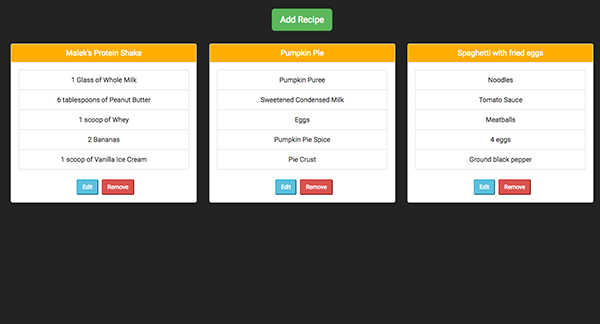 Add Recipe
Malek's Protein Shake
1 Glass of Whole Milk
6 tablespoons of Peanut Butter
1 scoop of Whey
2 Bananas
1 scoop of Vanilla Ice Cream
Edit Remove
Pumpkin Pie
Pumpkin Puree
Sweetened Condensed Milk
Eggs
Pumpkin Pie Spice
Pie Crust
Edit Remove
Spaghetti with fried eggs
Noodles
Tomato Sauce
Meatballs
4 eggs
Ground black pepper
Edit Remove